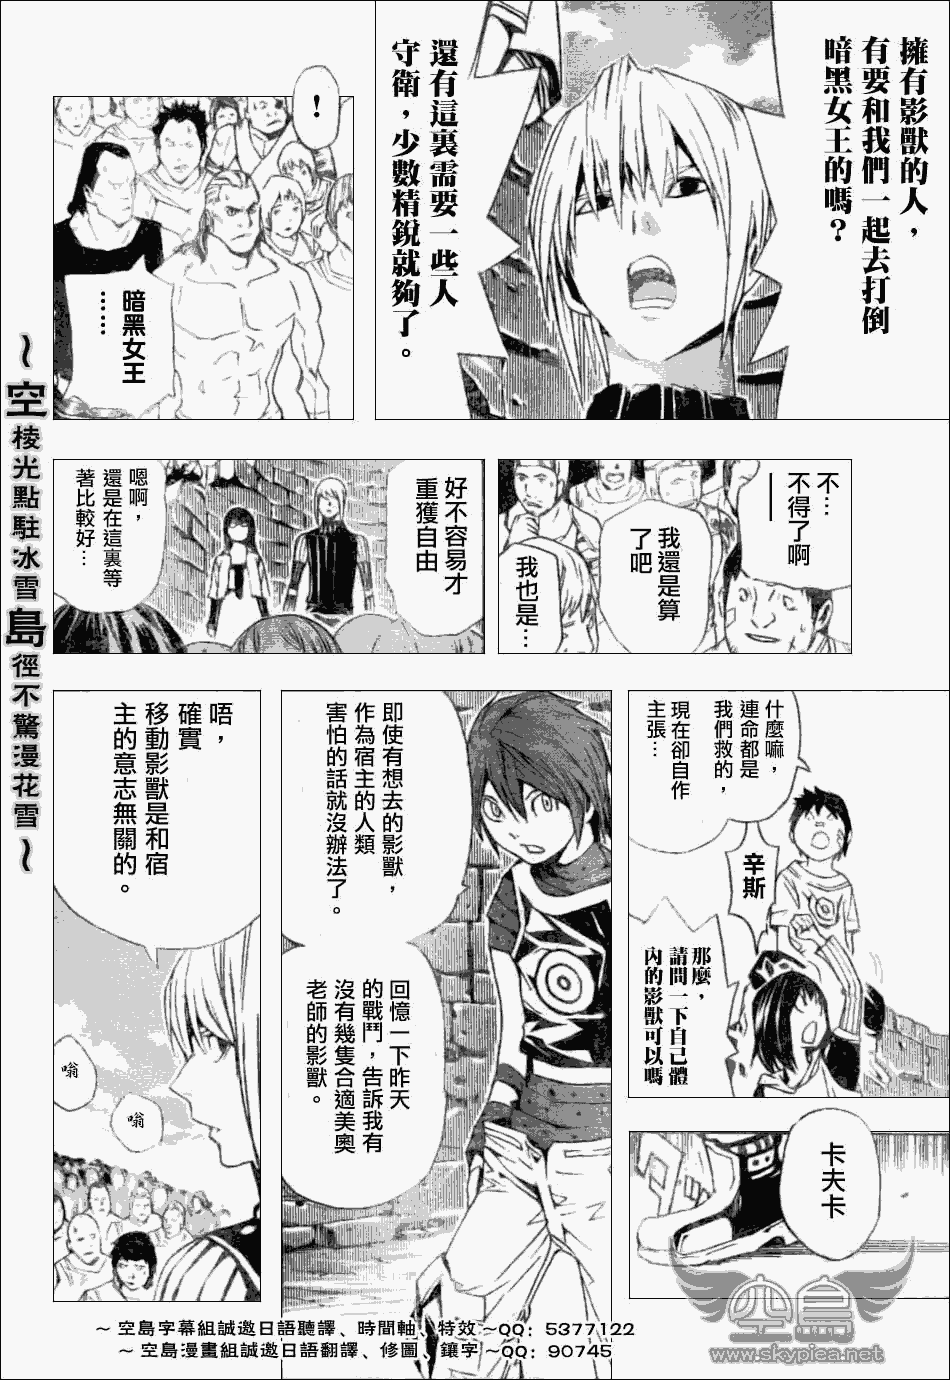 擁有影獸的人，
有要和我們一起去打倒
暗黑女王的嗎？
還有這裏需要一些人
守衛，少數精銳就夠了。
！
暗黑女王
……
不…
不得了啊
——
我還是算
了吧
我也是…
好不容易才
重獲自由
嗯啊，
還是在這裏等
著比較好…
什麼嘛，
連命都是
我們救的，
現在卻自作
主張…
辛斯
那麼，
請問一下自己體
內的影獸可以嗎
卡夫卡
即使有想去的影獸，
作為宿主的人類
害怕的話就沒辦法了。
回憶一下昨天
的戰鬥，告訴我有
沒有幾隻合適美奧
老師的影獸。
唔，
確實
移動影獸是和宿
主的意志無關的。
嗡
嗡
～空棱光點駐冰雪島徑不驚漫花雪～
～空島字幕組誠邀日語聽譯、時間軸、特效～QQ：5377122
～空島漫畫組誠邀日語翻譯、修圖、鑲字～QQ：90745
空島
www.skypiea.net